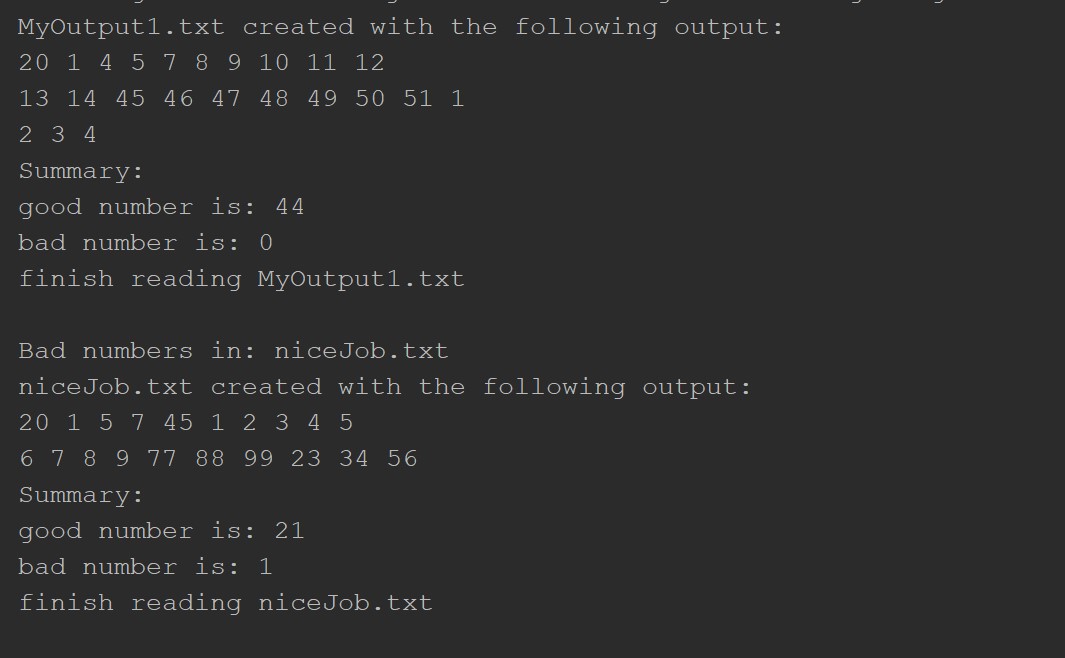 MyOutput1.txt created with the following output:
20 1 4 5 7 8 9 10 11 12
13 14 45 46 47 48 49 50 51 1
2 3 4
Summary:
good number is: 44
bad number is: 0
finish reading MyOutput1.txt
Bad numbers in: niceJob.txt
niceJob.txt created with the following output:
20 1 5 7 45 1 2 3 4 5
6 7 8 9 77 88 99 23 34 56
Summary:
good number is: 21
bad number is: 1
finish reading niceJob.txt